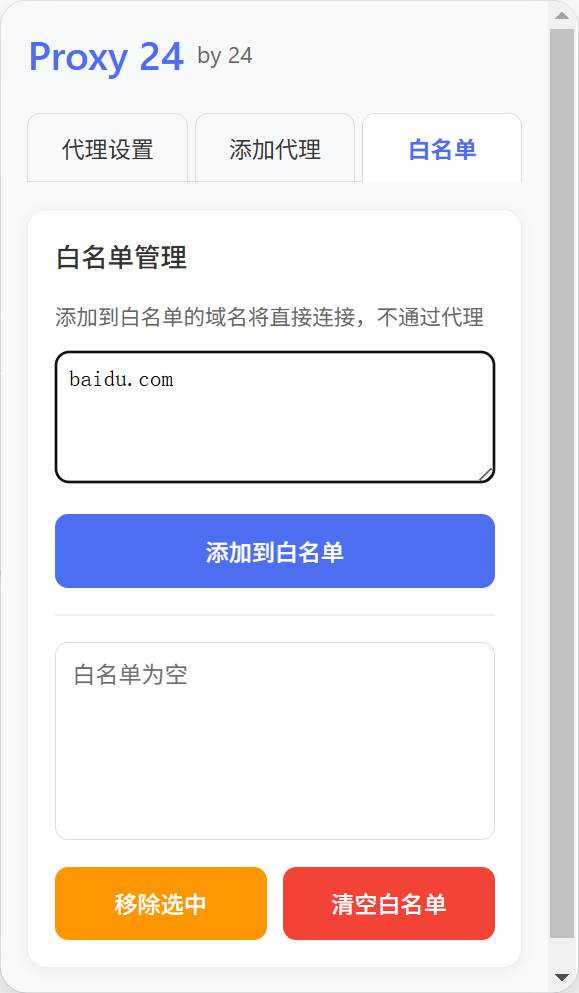 Proxy 24 by 24
代理设置 添加代理 白名单
白名单管理
添加到白名单的域名将直接连接，不通过代理
baidu.com
添加到白名单
白名单为空
移除选中 清空白名单